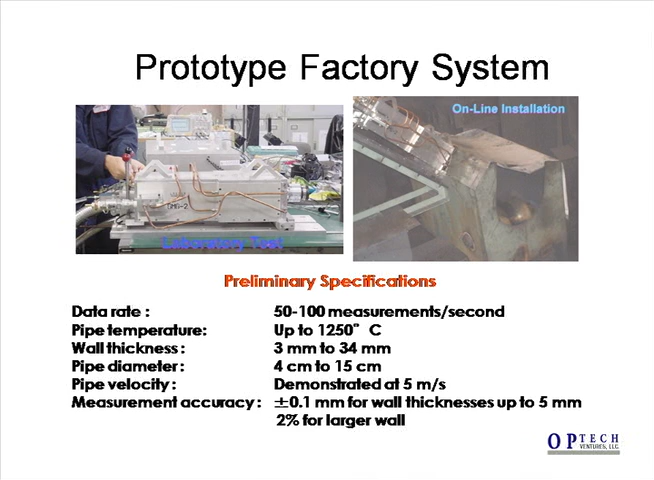 Prototype Factory System
On-Line Installation
GMG-2
Laboratory Test
Preliminary Specifications
Data rate : 50-100 measurements/second
Pipe temperature: Up to 1250° C
Wall thickness : 3 mm to 34 mm
Pipe diameter : 4 cm to 15 cm
Pipe velocity : Demonstrated at 5 m/s
Measurement accuracy : ±0.1 mm for wall thicknesses up to 5 mm
2% for larger wall
OPTECH
VENTURES, LLC.